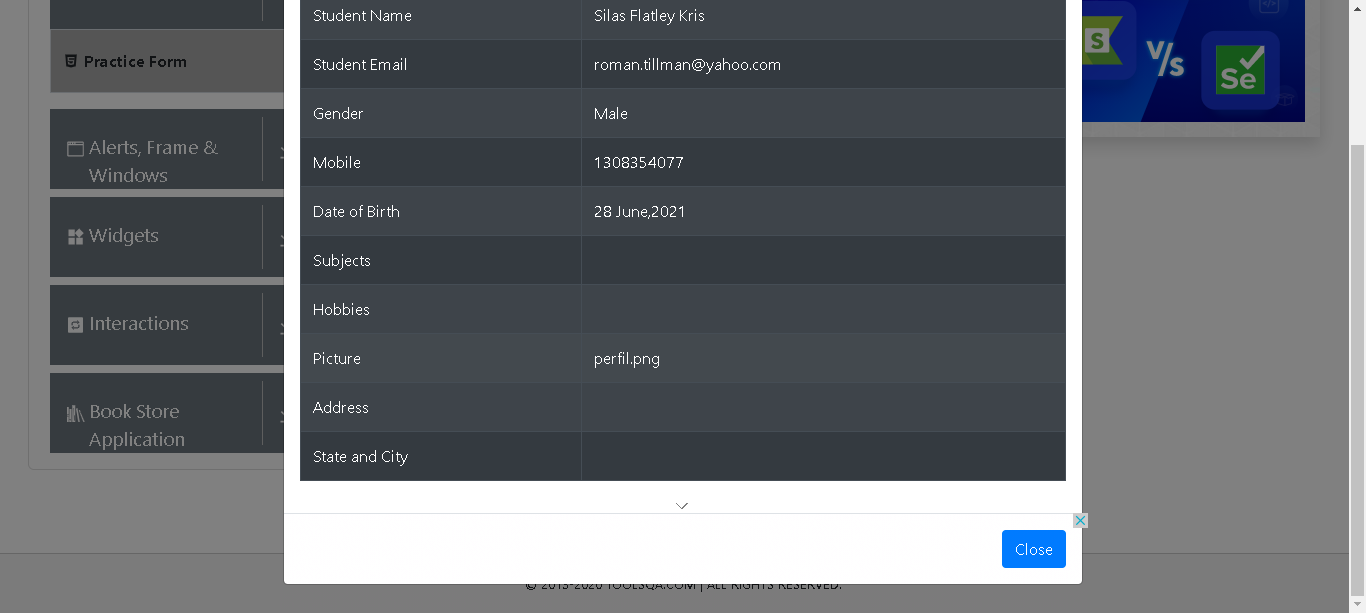 Student Name Silas Flatley Kris
Practice Form
Student Email roman.tillman@yahoo.com
S V/s Se
Gender Male
Alerts, Frame &
Windows
Mobile 1308354077
Date of Birth 28 June,2021
Widgets
Subjects
Hobbies
Interactions
Picture perfil.png
Address
Book Store
Application
State and City
Close
© 2013-2020 TOOLSQA.COM | ALL RIGHTS RESERVED.